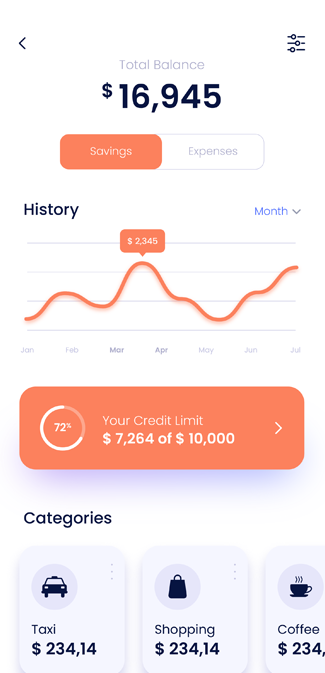 Total Balance
$ 16,945
Savings Expenses
History Month
$ 2,345
Jan Feb Mar Apr May Jun Jul
72%
Your Credit Limit
$ 7,264 of $ 10,000
Categories
Taxi Shopping Coffee
$ 234,14 $ 234,14 $ 234,